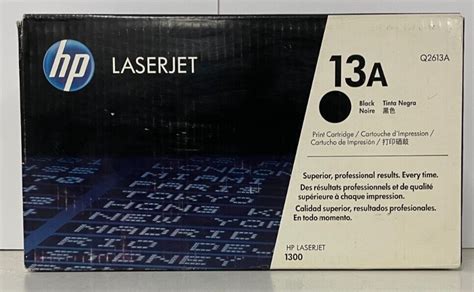 hp
LASERJET
13A
Q2613A
Black
Noire
Tinta Negra
黑色
Print Cartridge / Cartouche d'Impression /
Cartucho de Impresión / 打印硒鼓
Superior, professional results. Every time.
Des résultats professionnels et de qualité
supérieure à chaque impression.
Calidad superior, resultados profesionales.
En todo momento.
HP LASERJET
1300